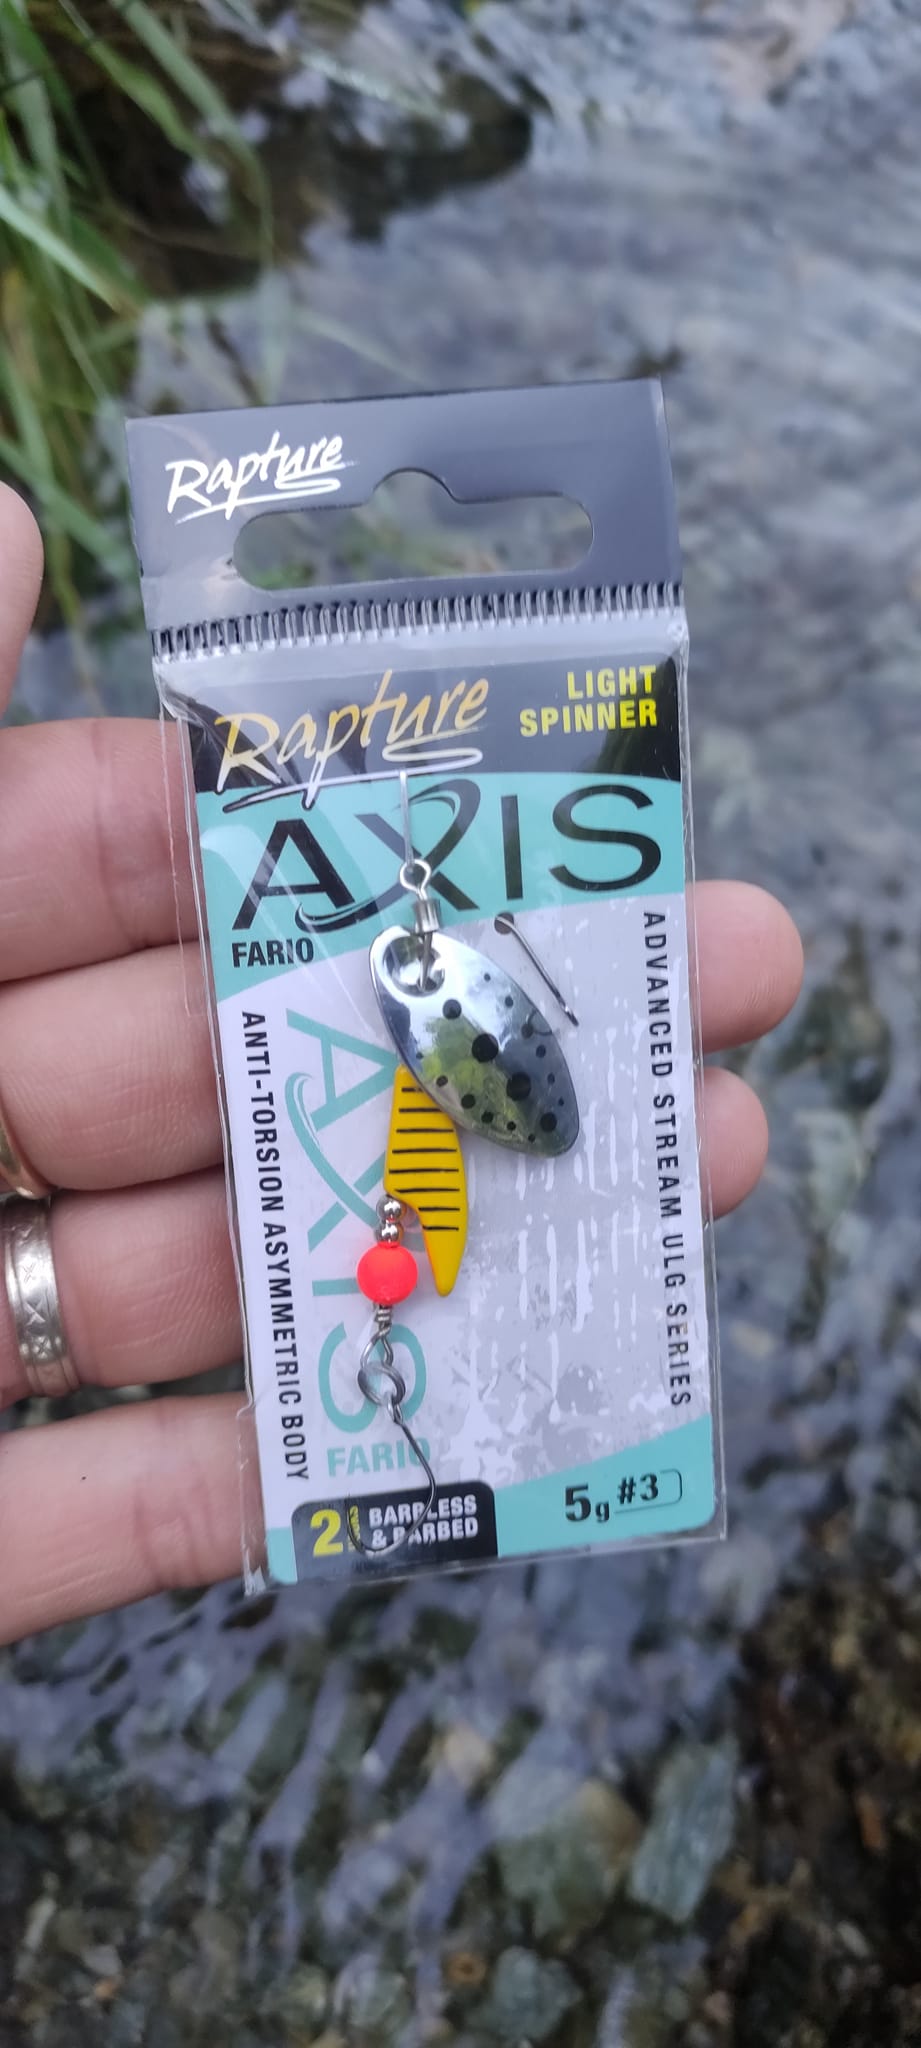 Rapture
Rapture
LIGHT
SPINNER
AXIS
FARIO
ANTI-TORSION ASYMMETRIC BODY
ADVANCED STREAM ULG SERIES
AXIS
FARIO
2
BARBLESS
& BARBED
5g #3